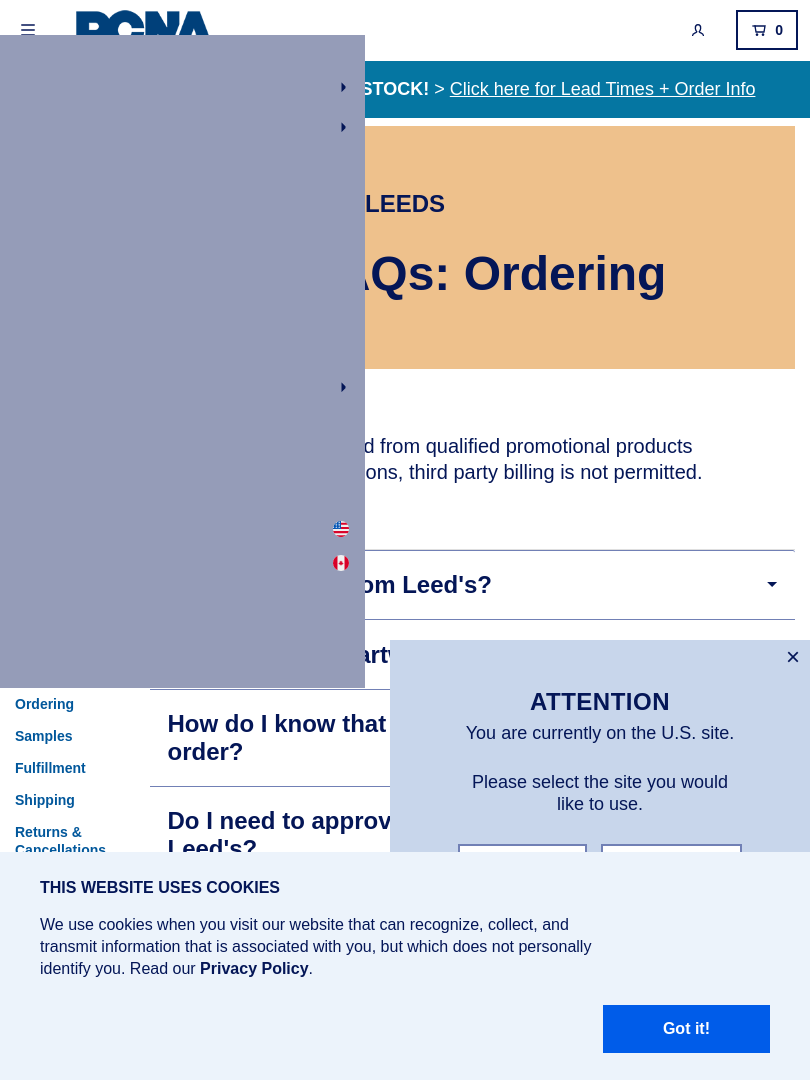 PCNA
0
STOCK! > Click here for Lead Times + Order Info
LEEDS
AQs: Ordering
d from qualified promotional products
ons, third party billing is not permitted.
om Leed's?
artw
Ordering
Samples
Fulfillment
Shipping
Returns &
Cancellations
How do I know that
order?
Do I need to approv
Leed's?
×
ATTENTION
You are currently on the U.S. site.
Please select the site you would
like to use.
THIS WEBSITE USES COOKIES
We use cookies when you visit our website that can recognize, collect, and
transmit information that is associated with you, but which does not personally
identify you. Read our Privacy Policy.
Got it!